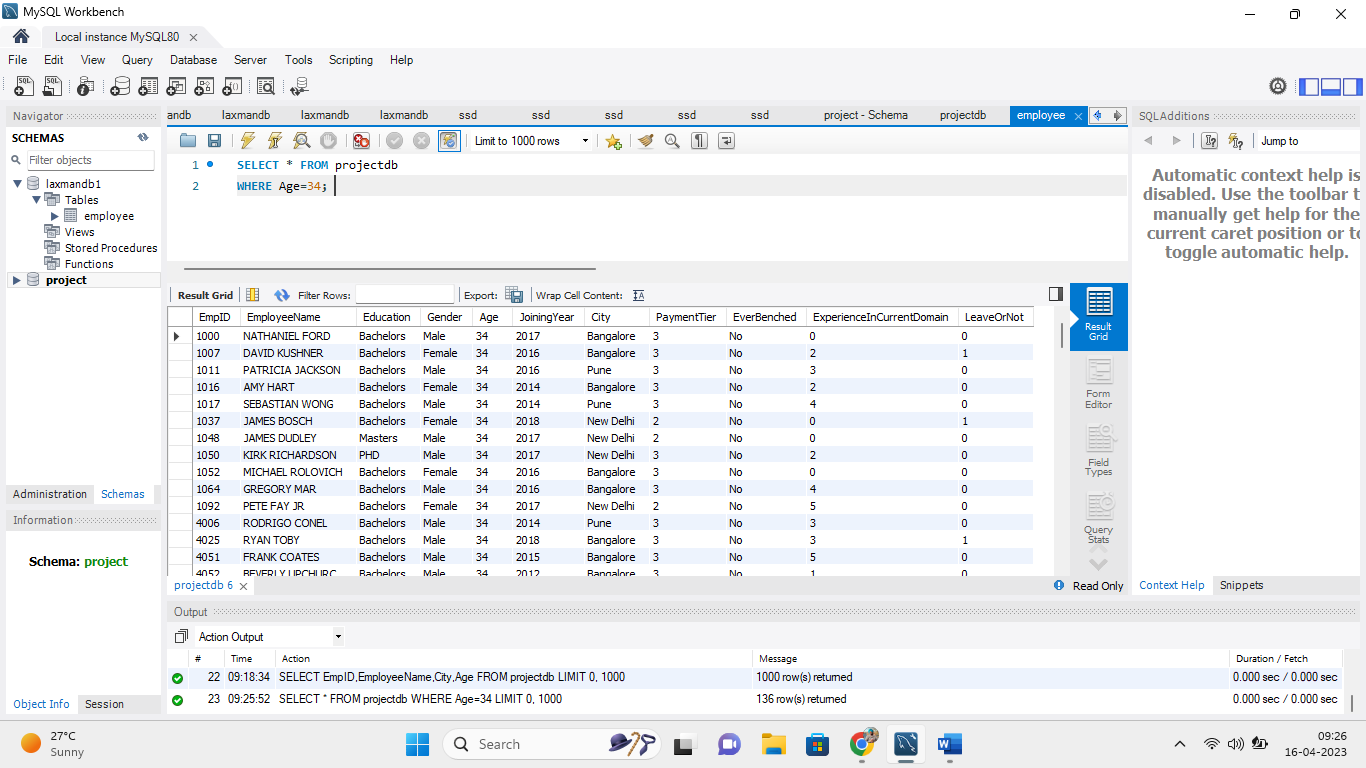 MySQL Workbench
Local instance MySQL80
File Edit View Query Database Server Tools Scripting Help
Navigator
SCHEMAS
Filter objects
laxmandb1
Tables
employee
Views
Stored Procedures
Functions
project
Administration Schemas
Information
Schema: project
Object Info Session
andb laxmandb laxmandb laxmandb ssd ssd ssd ssd ssd project - Schema projectdb employee
Limit to 1000 rows
1 SELECT * FROM projectdb
2 WHERE Age=34;
Result Grid Filter Rows: Export: Wrap Cell Content:
EmpID EmployeeName Education Gender Age JoiningYear City PaymentTier EverBenched ExperienceInCurrentDomain LeaveOrNot
1000 NATHANIEL FORD Bachelors Male 34 2017 Bangalore 3 No 0 0
1007 DAVID KUSHNER Bachelors Female 34 2016 Bangalore 3 No 2 1
1011 PATRICIA JACKSON Bachelors Male 34 2016 Pune 3 No 3 0
1016 AMY HART Bachelors Female 34 2014 Bangalore 3 No 2 0
1017 SEBASTIAN WONG Bachelors Male 34 2014 Pune 3 No 4 0
1037 JAMES BOSCH Bachelors Female 34 2018 New Delhi 2 No 0 1
1048 JAMES DUDLEY Masters Male 34 2017 New Delhi 2 No 0 0
1050 KIRK RICHARDSON PHD Male 34 2017 New Delhi 3 No 2 0
1052 MICHAEL ROLOVICH Bachelors Female 34 2016 Bangalore 3 No 0 0
1064 GREGORY MAR Bachelors Male 34 2016 Bangalore 3 No 4 0
1092 PETE FAY JR Bachelors Female 34 2017 New Delhi 2 No 5 0
4006 RODRIGO CONEL Bachelors Male 34 2014 Pune 3 No 3 0
4025 RYAN TOBY Bachelors Male 34 2018 Bangalore 3 No 3 1
4051 FRANK COATES Bachelors Male 34 2015 Bangalore 3 No 5 0
4052 BEVERLY UPCHURC Bachelors Male 34 2012 Bangalore 3 No 1 0
projectdb 6
Read Only
Result Grid
Form Editor
Field Types
Query Stats
SQLAdditions
Jump to
Automatic context help is
disabled. Use the toolbar t
manually get help for the
current caret position or to
toggle automatic help.
Context Help Snippets
Output
Action Output
# Time Action Message Duration / Fetch
22 09:18:34 SELECT EmpID,EmployeeName,City,Age FROM projectdb LIMIT 0, 1000 1000 row(s) returned 0.000 sec / 0.000 sec
23 09:25:52 SELECT * FROM projectdb WHERE Age=34 LIMIT 0, 1000 136 row(s) returned 0.000 sec / 0.000 sec
27°C
Sunny
Search
09:26
16-04-2023